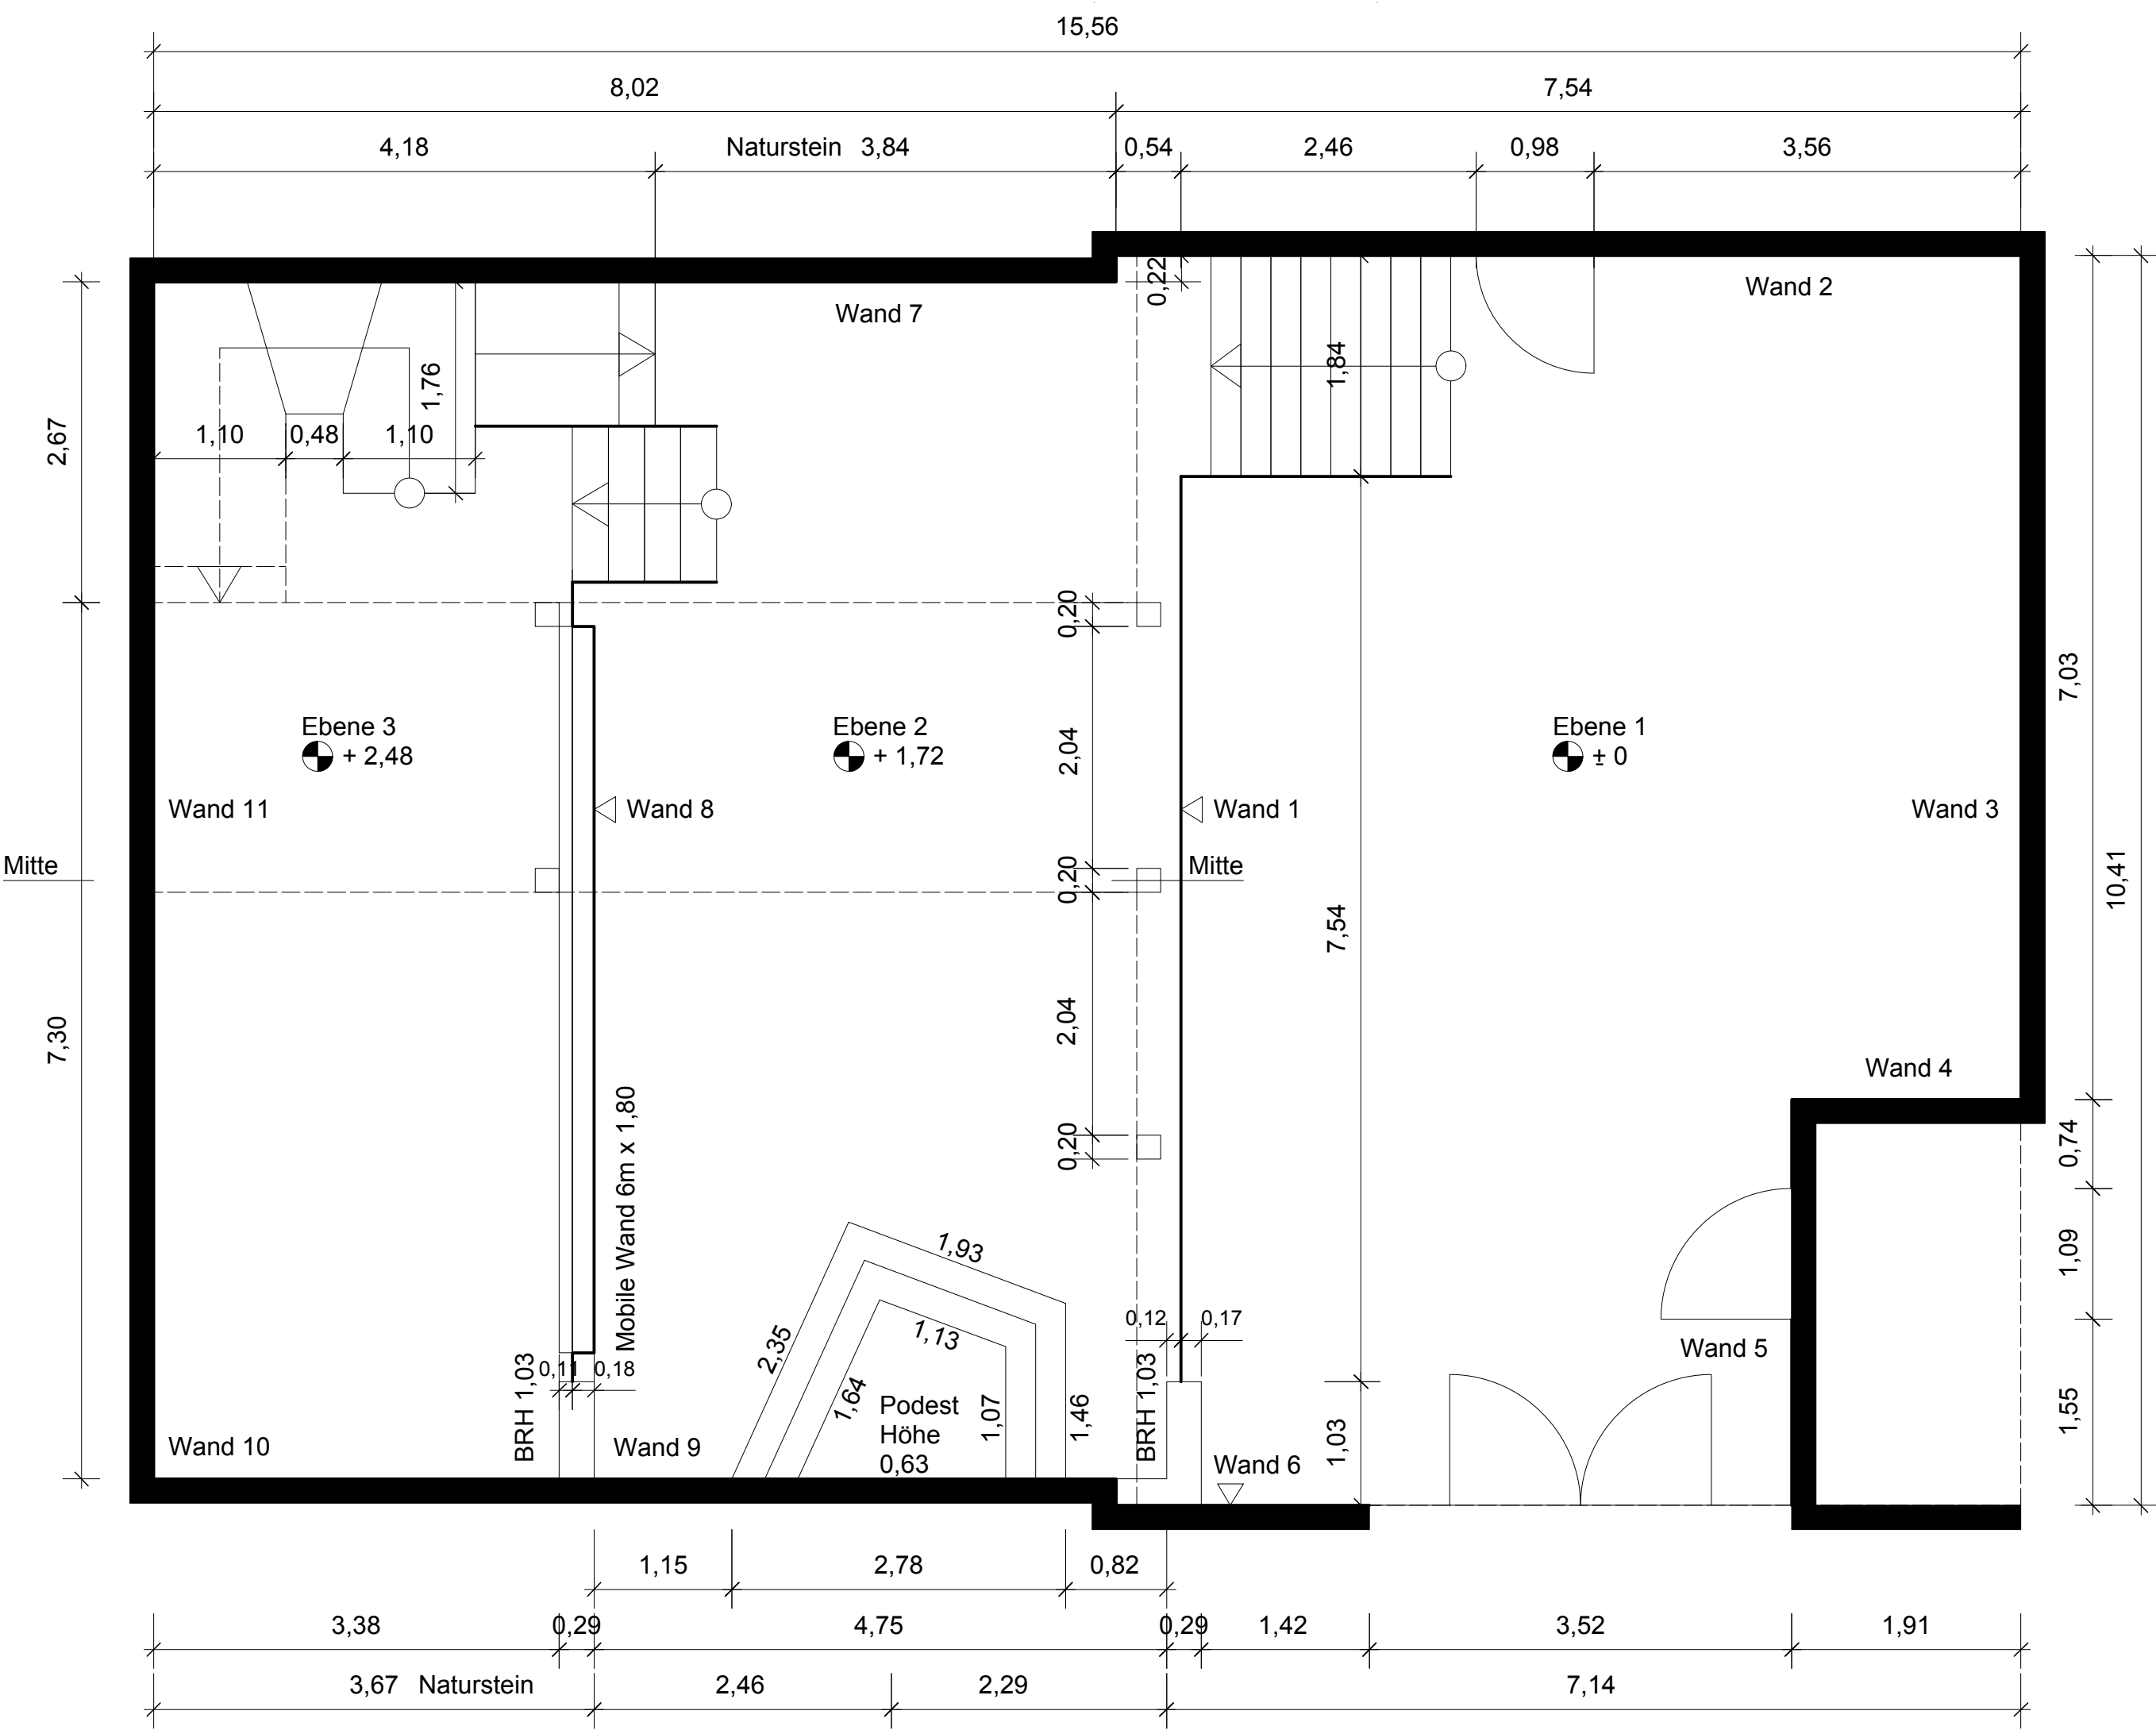 15,56
8,02
7,54
4,18
Naturstein 3,84
0,54
2,46
0,98
3,56
0,22
Wand 2
Wand 7
1,84
1,76
2,67
1,10
0,48
1,10
0,20
7,03
Ebene 3
+ 2,48
Ebene 2
+ 1,72
Ebene 1
± 0
2,04
Wand 11
Wand 8
Wand 1
Wand 3
Mitte
Mitte
0,20
10,41
7,54
7,30
2,04
Wand 4
Mobile Wand 6m x 1,80
0,20
0,74
1,09
1,93
2,35
1,13
0,12
0,17
Wand 5
BRH 1,03
0,11
0,18
1,64
Podest
Höhe
0,63
1,07
1,46
BRH 1,03
1,03
1,55
Wand 10
Wand 9
Wand 6
1,15
2,78
0,82
3,38
0,29
4,75
0,29
1,42
3,52
1,91
3,67 Naturstein
2,46
2,29
7,14